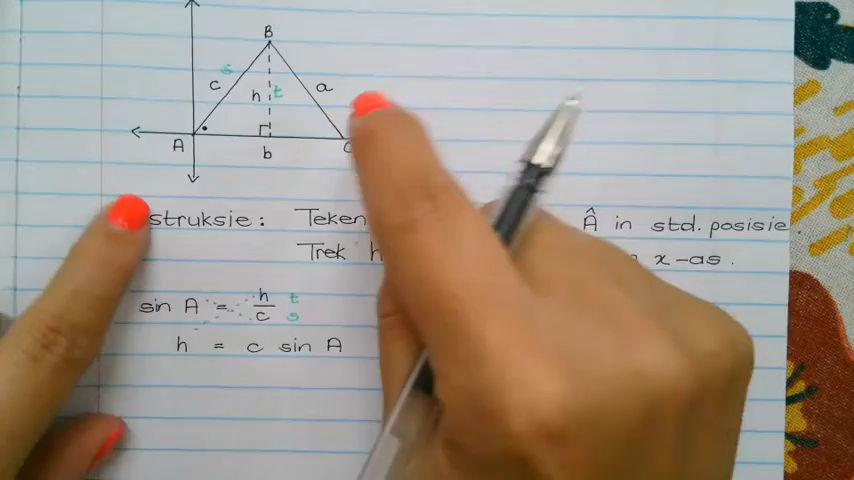 B
c s h t a
A b
struksie: Teken Â in std. posisie.
Trek h x-as.
sin A = h/c t s
h = c sin A